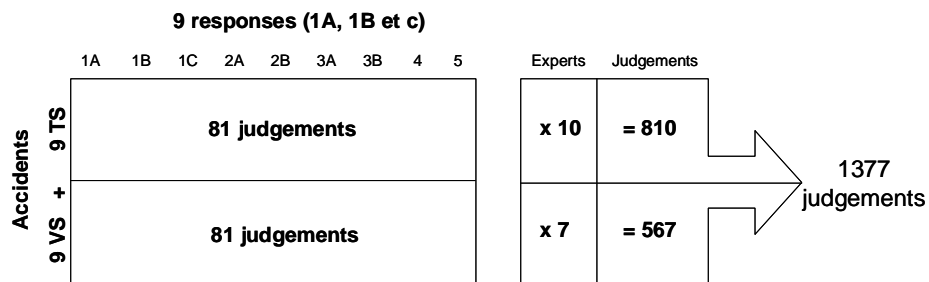 9 responses (1A, 1B et c)
1A 1B 1C 2A 2B 3A 3B 4 5
Experts Judgements
Accidents
9 VS + 9 TS
81 judgements
x 10 = 810
81 judgements
x 7 = 567
1377
judgements